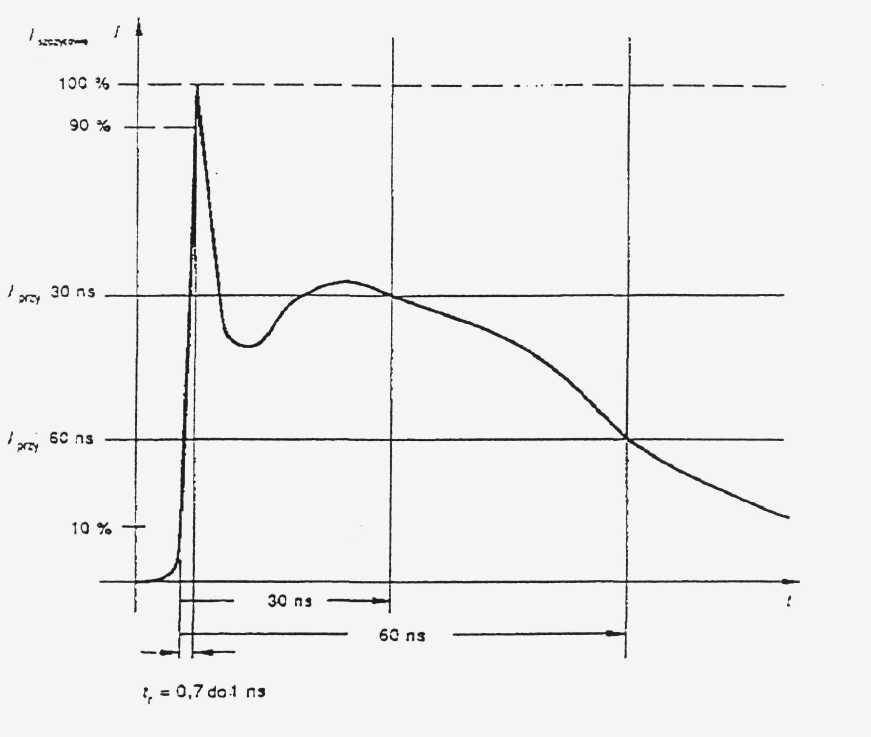 I szczytowe I
100 %
90 %
I przy 30 ns
I przy 60 ns
10 %
30 ns
t
60 ns
tr = 0,7 do 1 ns